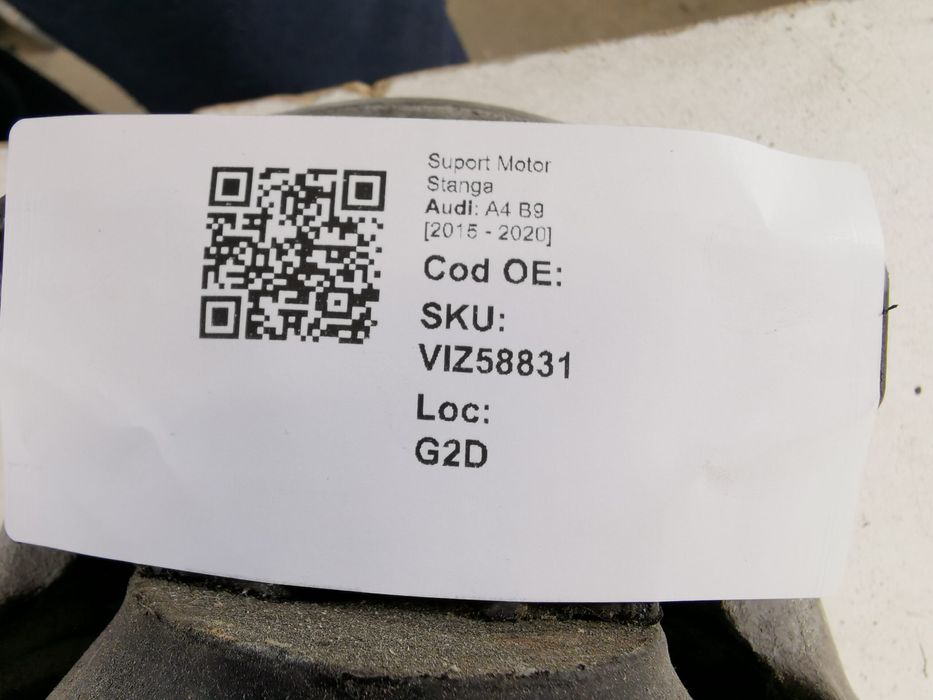 Suport Motor
Stanga
Audi: A4 B9
[2015 - 2020]
Cod OE:
SKU:
VIZ58831
Loc:
G2D